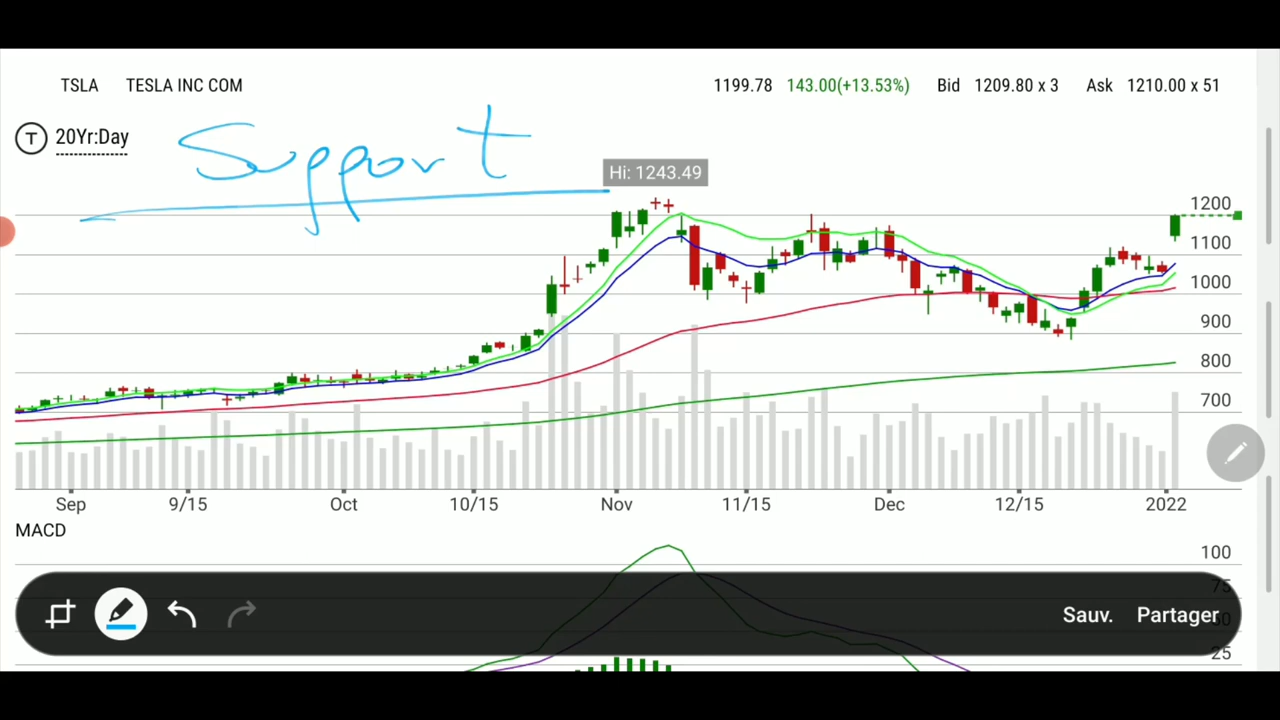 TSLA TESLA INC COM 1199.78 143.00(+13.53%) Bid 1209.80 x 3 Ask 1210.00 x 51
T 20Yr:Day
Support
Hi: 1243.49
1200
1100
1000
900
800
700
Sep 9/15 Oct 10/15 Nov 11/15 Dec 12/15 2022
MACD
100
75
50
Sauv. Partager
25